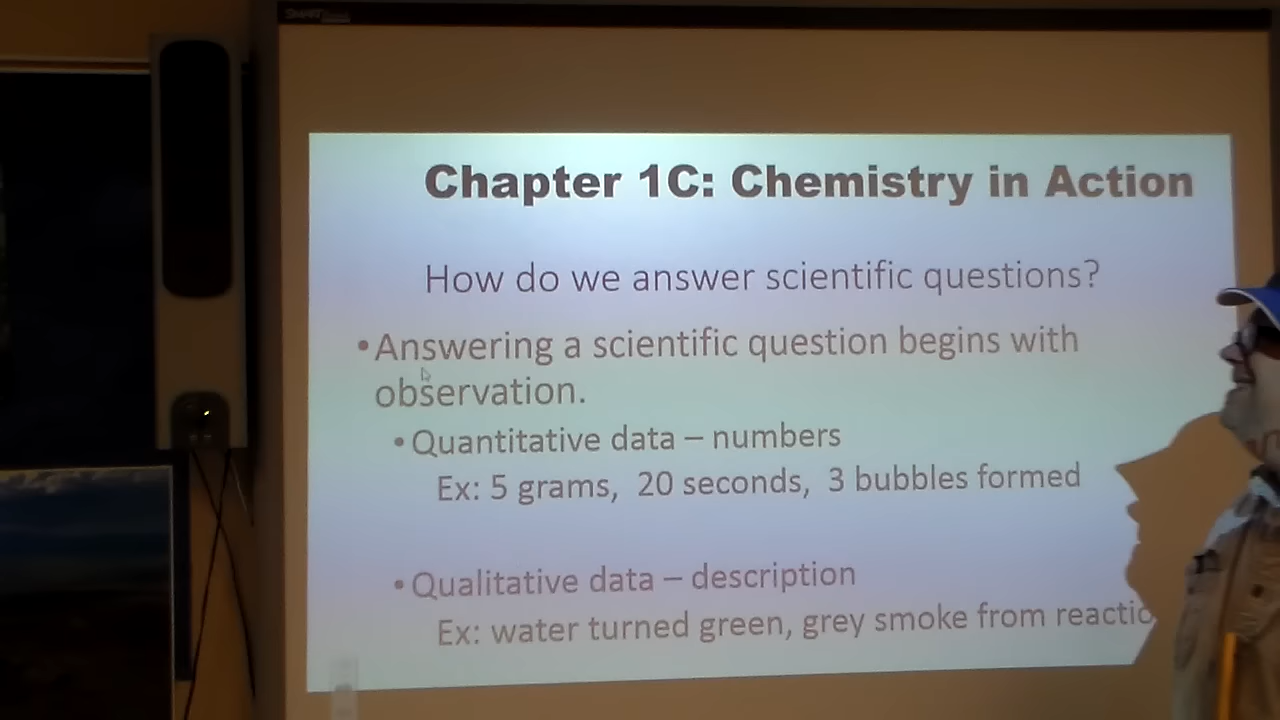 SMART
Chapter 1C: Chemistry in Action
How do we answer scientific questions?
•Answering a scientific question begins with
observation.
•Quantitative data – numbers
Ex: 5 grams, 20 seconds, 3 bubbles formed
•Qualitative data – description
Ex: water turned green, grey smoke from reactio